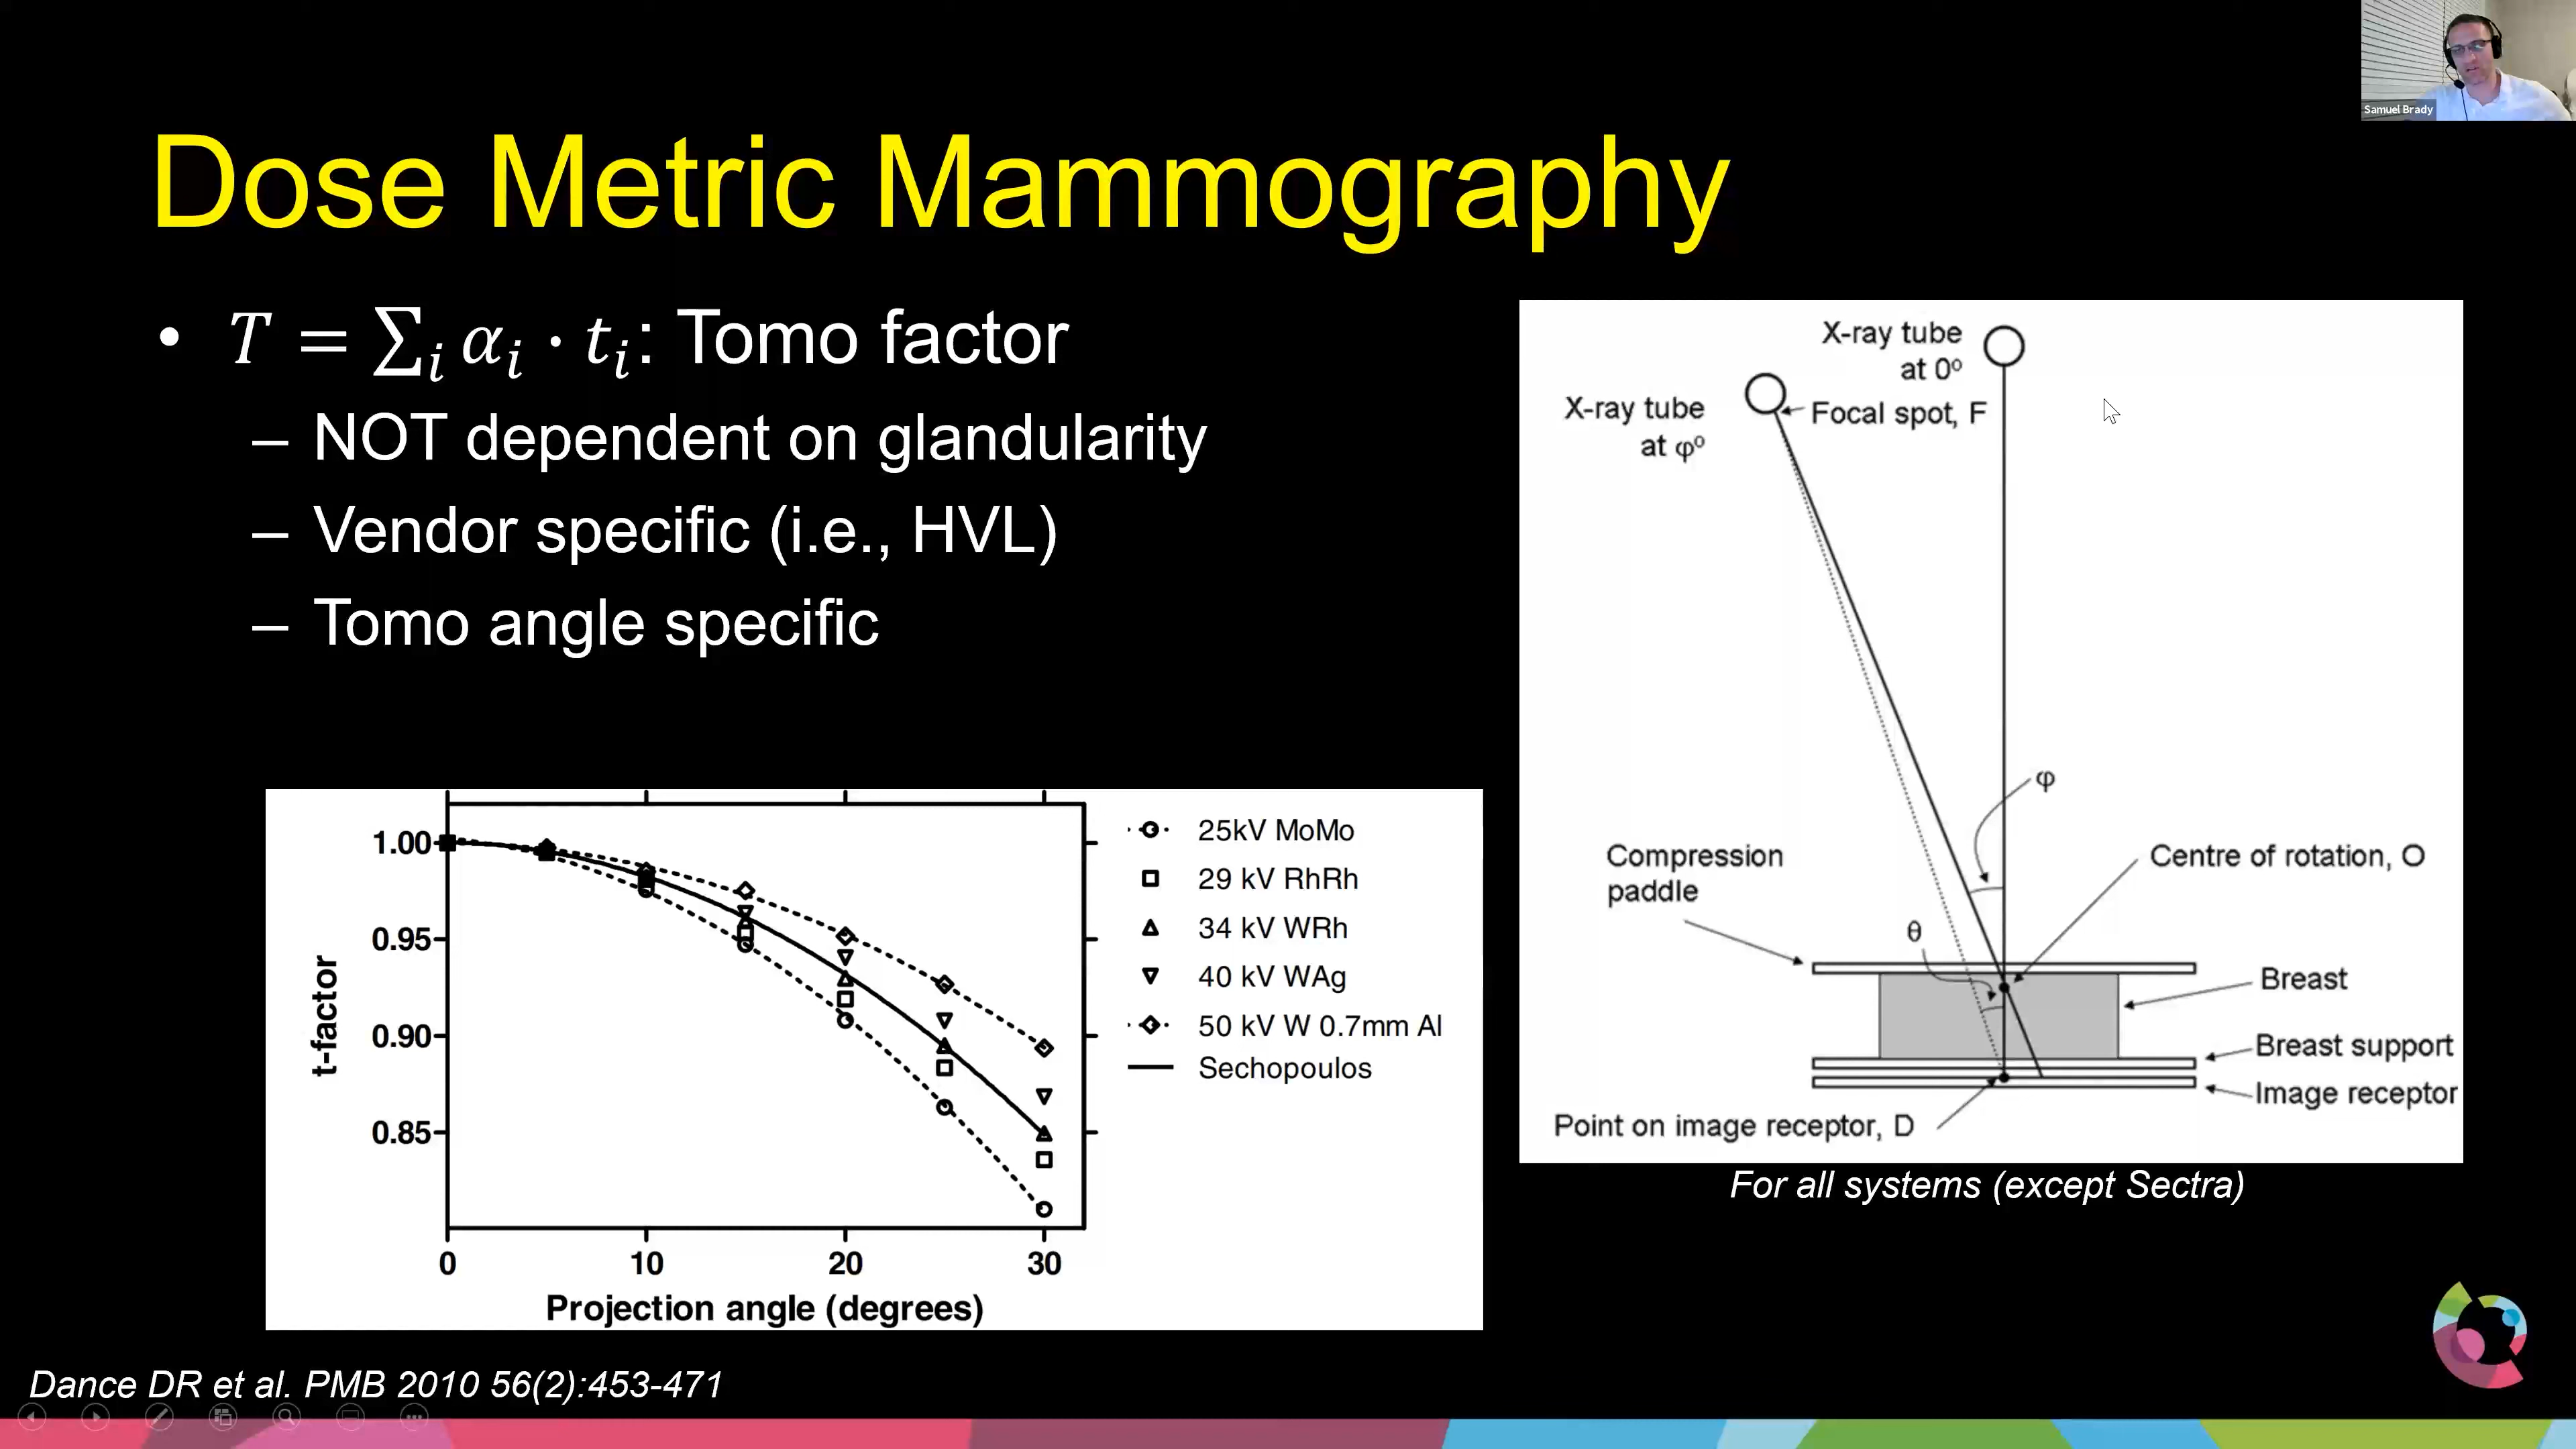 Samuel Brady
Dose Metric Mammography
• T = ∑ᵢ αᵢ · tᵢ: Tomo factor
– NOT dependent on glandularity
– Vendor specific (i.e., HVL)
– Tomo angle specific
1.00
0.95
0.90
0.85
t-factor
0 10 20 30
Projection angle (degrees)
25kV MoMo
29 kV RhRh
34 kV WRh
40 kV WAg
50 kV W 0.7mm Al
Sechopoulos
X-ray tube
at 0º
X-ray tube
at φº
Focal spot, F
φ
Compression
paddle
Centre of rotation, O
θ
Breast
Breast support
Image receptor
Point on image receptor, D
For all systems (except Sectra)
Dance DR et al. PMB 2010 56(2):453-471